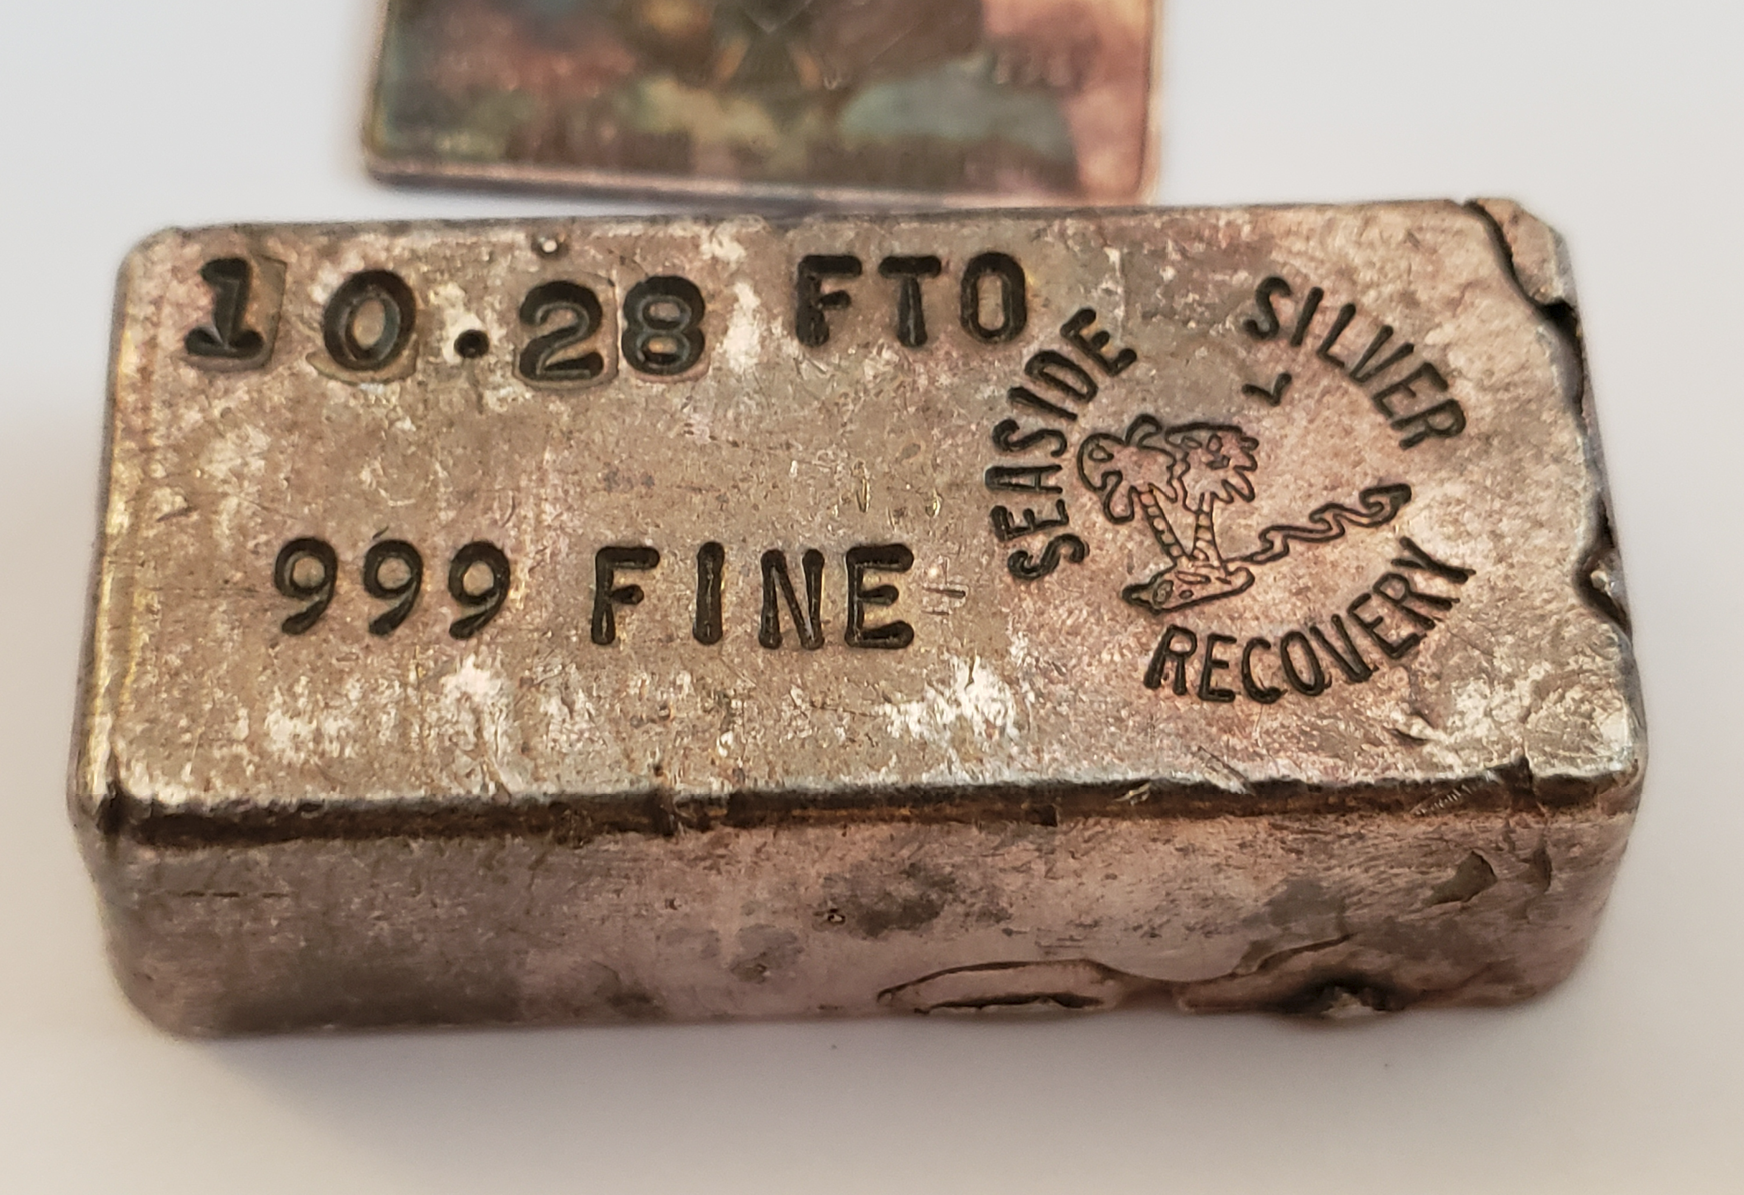 10.28 FTO
999 FINE
SEASIDE SILVER
RECOVERY